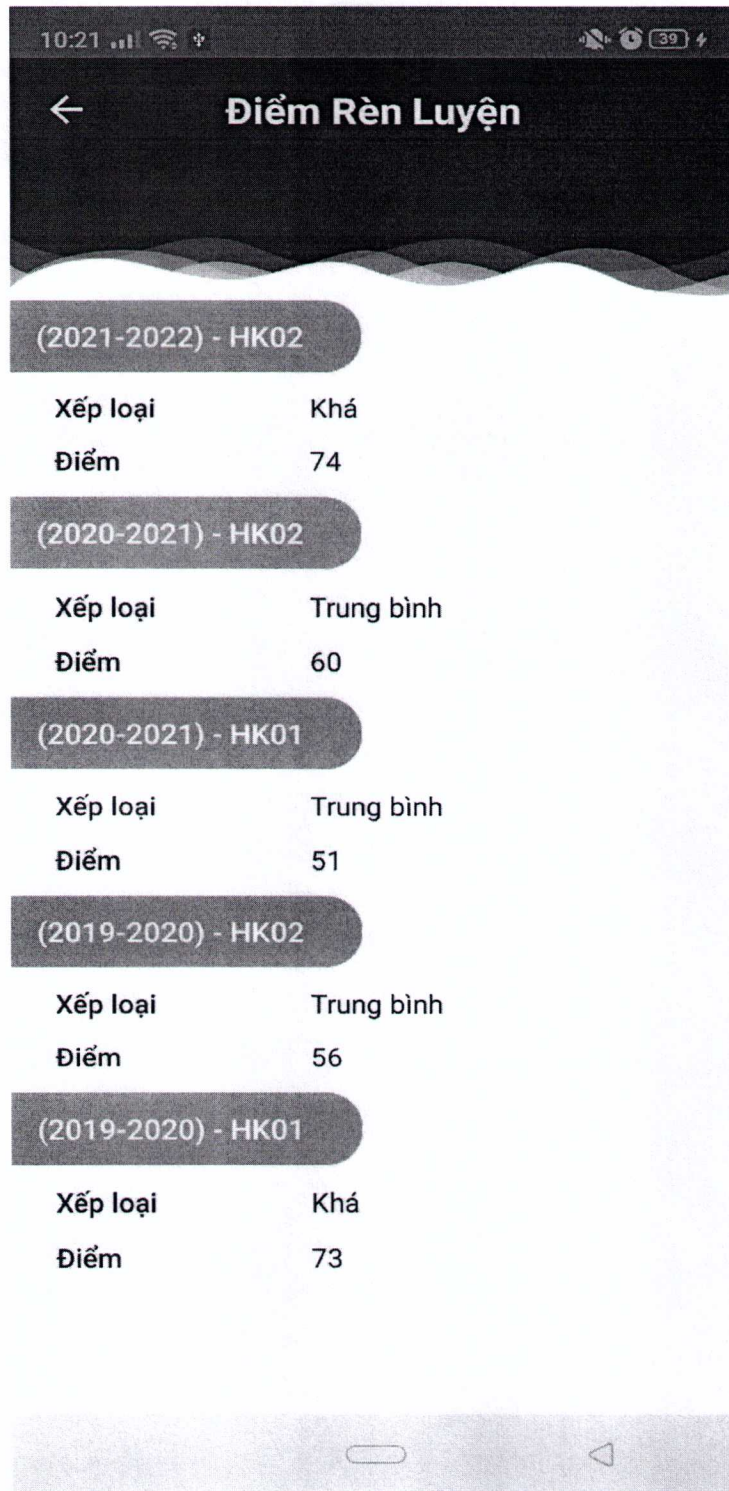 10:21
39
Điểm Rèn Luyện
(2021-2022) - HK02
Xếp loại Khá
Điểm 74
(2020-2021) - HK02
Xếp loại Trung bình
Điểm 60
(2020-2021) - HK01
Xếp loại Trung bình
Điểm 51
(2019-2020) - HK02
Xếp loại Trung bình
Điểm 56
(2019-2020) - HK01
Xếp loại Khá
Điểm 73